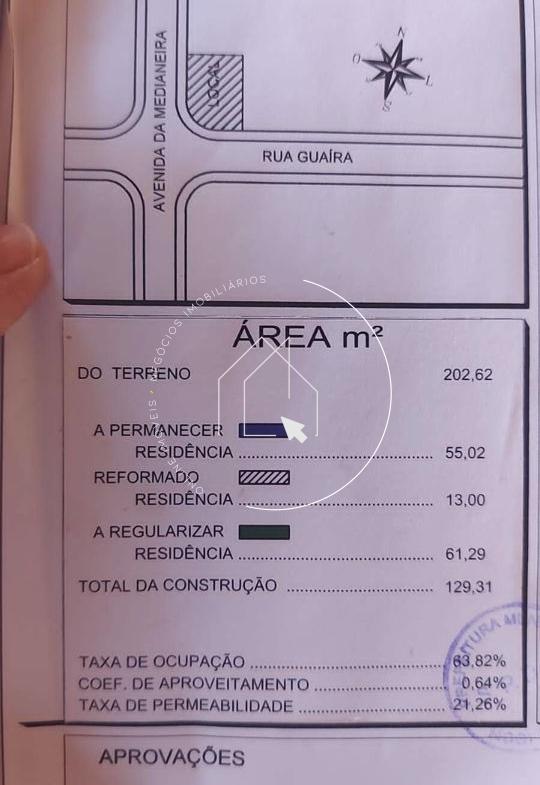 N
O
L
S
LOCAL
AVENIDA DA MEDIANEIRA
RUA GUAÍRA
ÁREA m²
DO TERRENO 202,62
A PERMANECER
RESIDÊNCIA ........................................ 55,02
REFORMADO
RESIDÊNCIA ........................................ 13,00
A REGULARIZAR
RESIDÊNCIA ........................................ 61,29
TOTAL DA CONSTRUÇÃO .............................. 129,31
TAXA DE OCUPAÇÃO ........................................ 63,82%
COEF. DE APROVEITAMENTO .......................... 0,64%
TAXA DE PERMEABILIDADE .............................. 21,26%
APROVAÇÕES
NEGÓCIOS IMOBILIÁRIOS